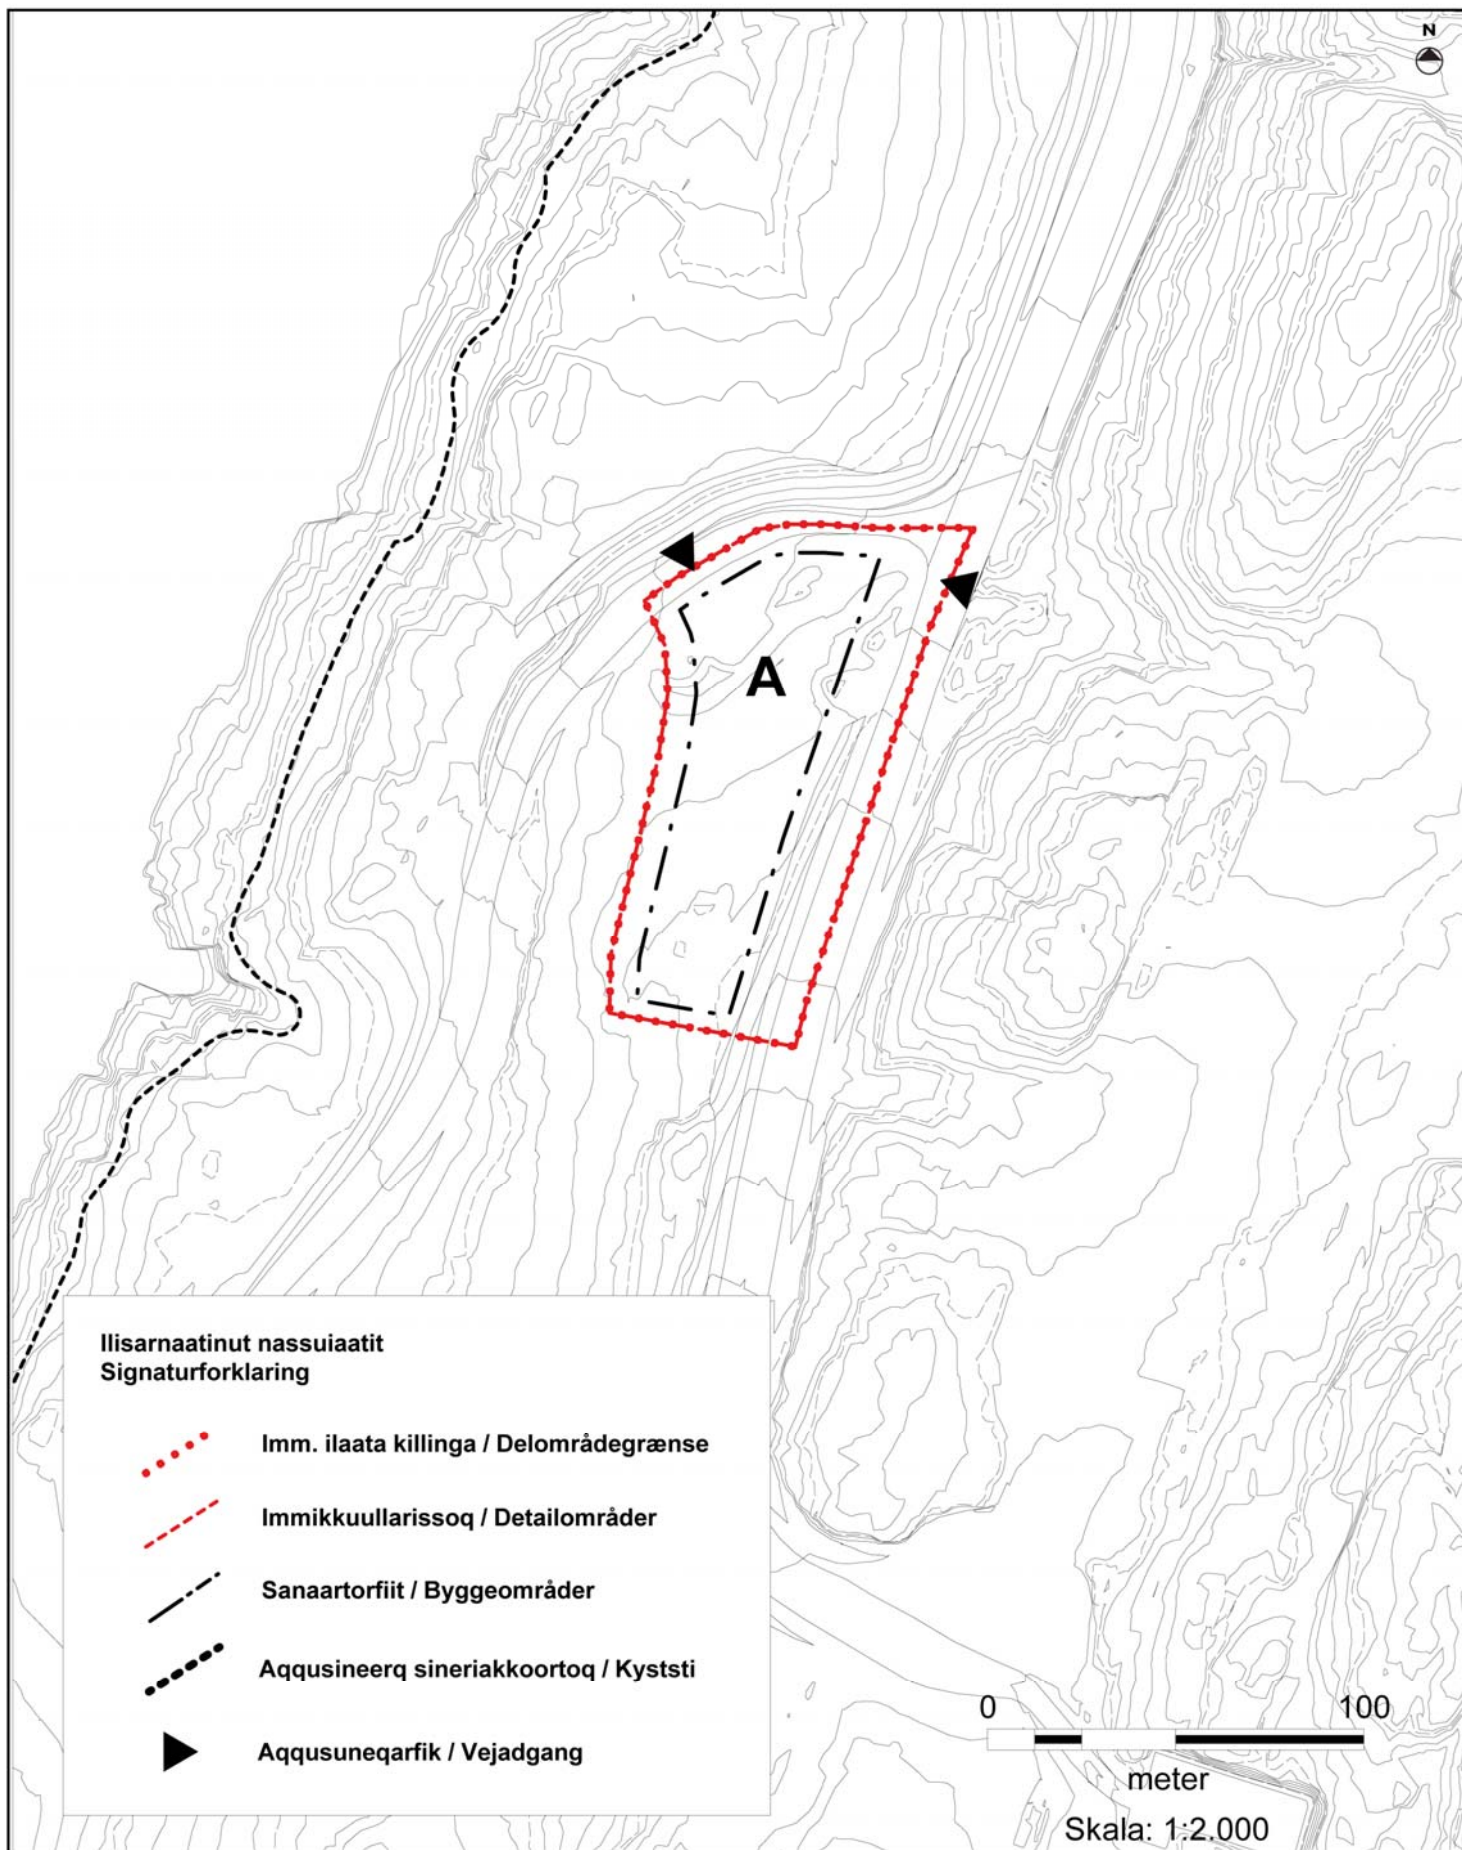 N
A
Ilisarnaatinut nassuiaatit
Signaturforklaring
Imm. ilaata killinga / Delområdegrænse
Immikkuullarissoq / Detailområder
Sanaartorfiit / Byggeområder
Aqqusineerq sineriakkoortoq / Kyststi
Aqqusuneqarfik / Vejadgang
0 100
meter
Skala: 1:2.000